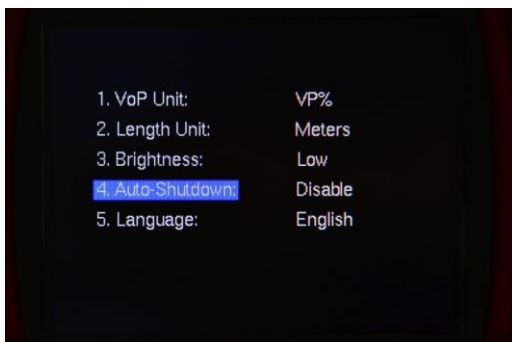 1. VoP Unit: VP%
2. Length Unit: Meters
3. Brightness: Low
4. Auto-Shutdown: Disable
5. Language: English